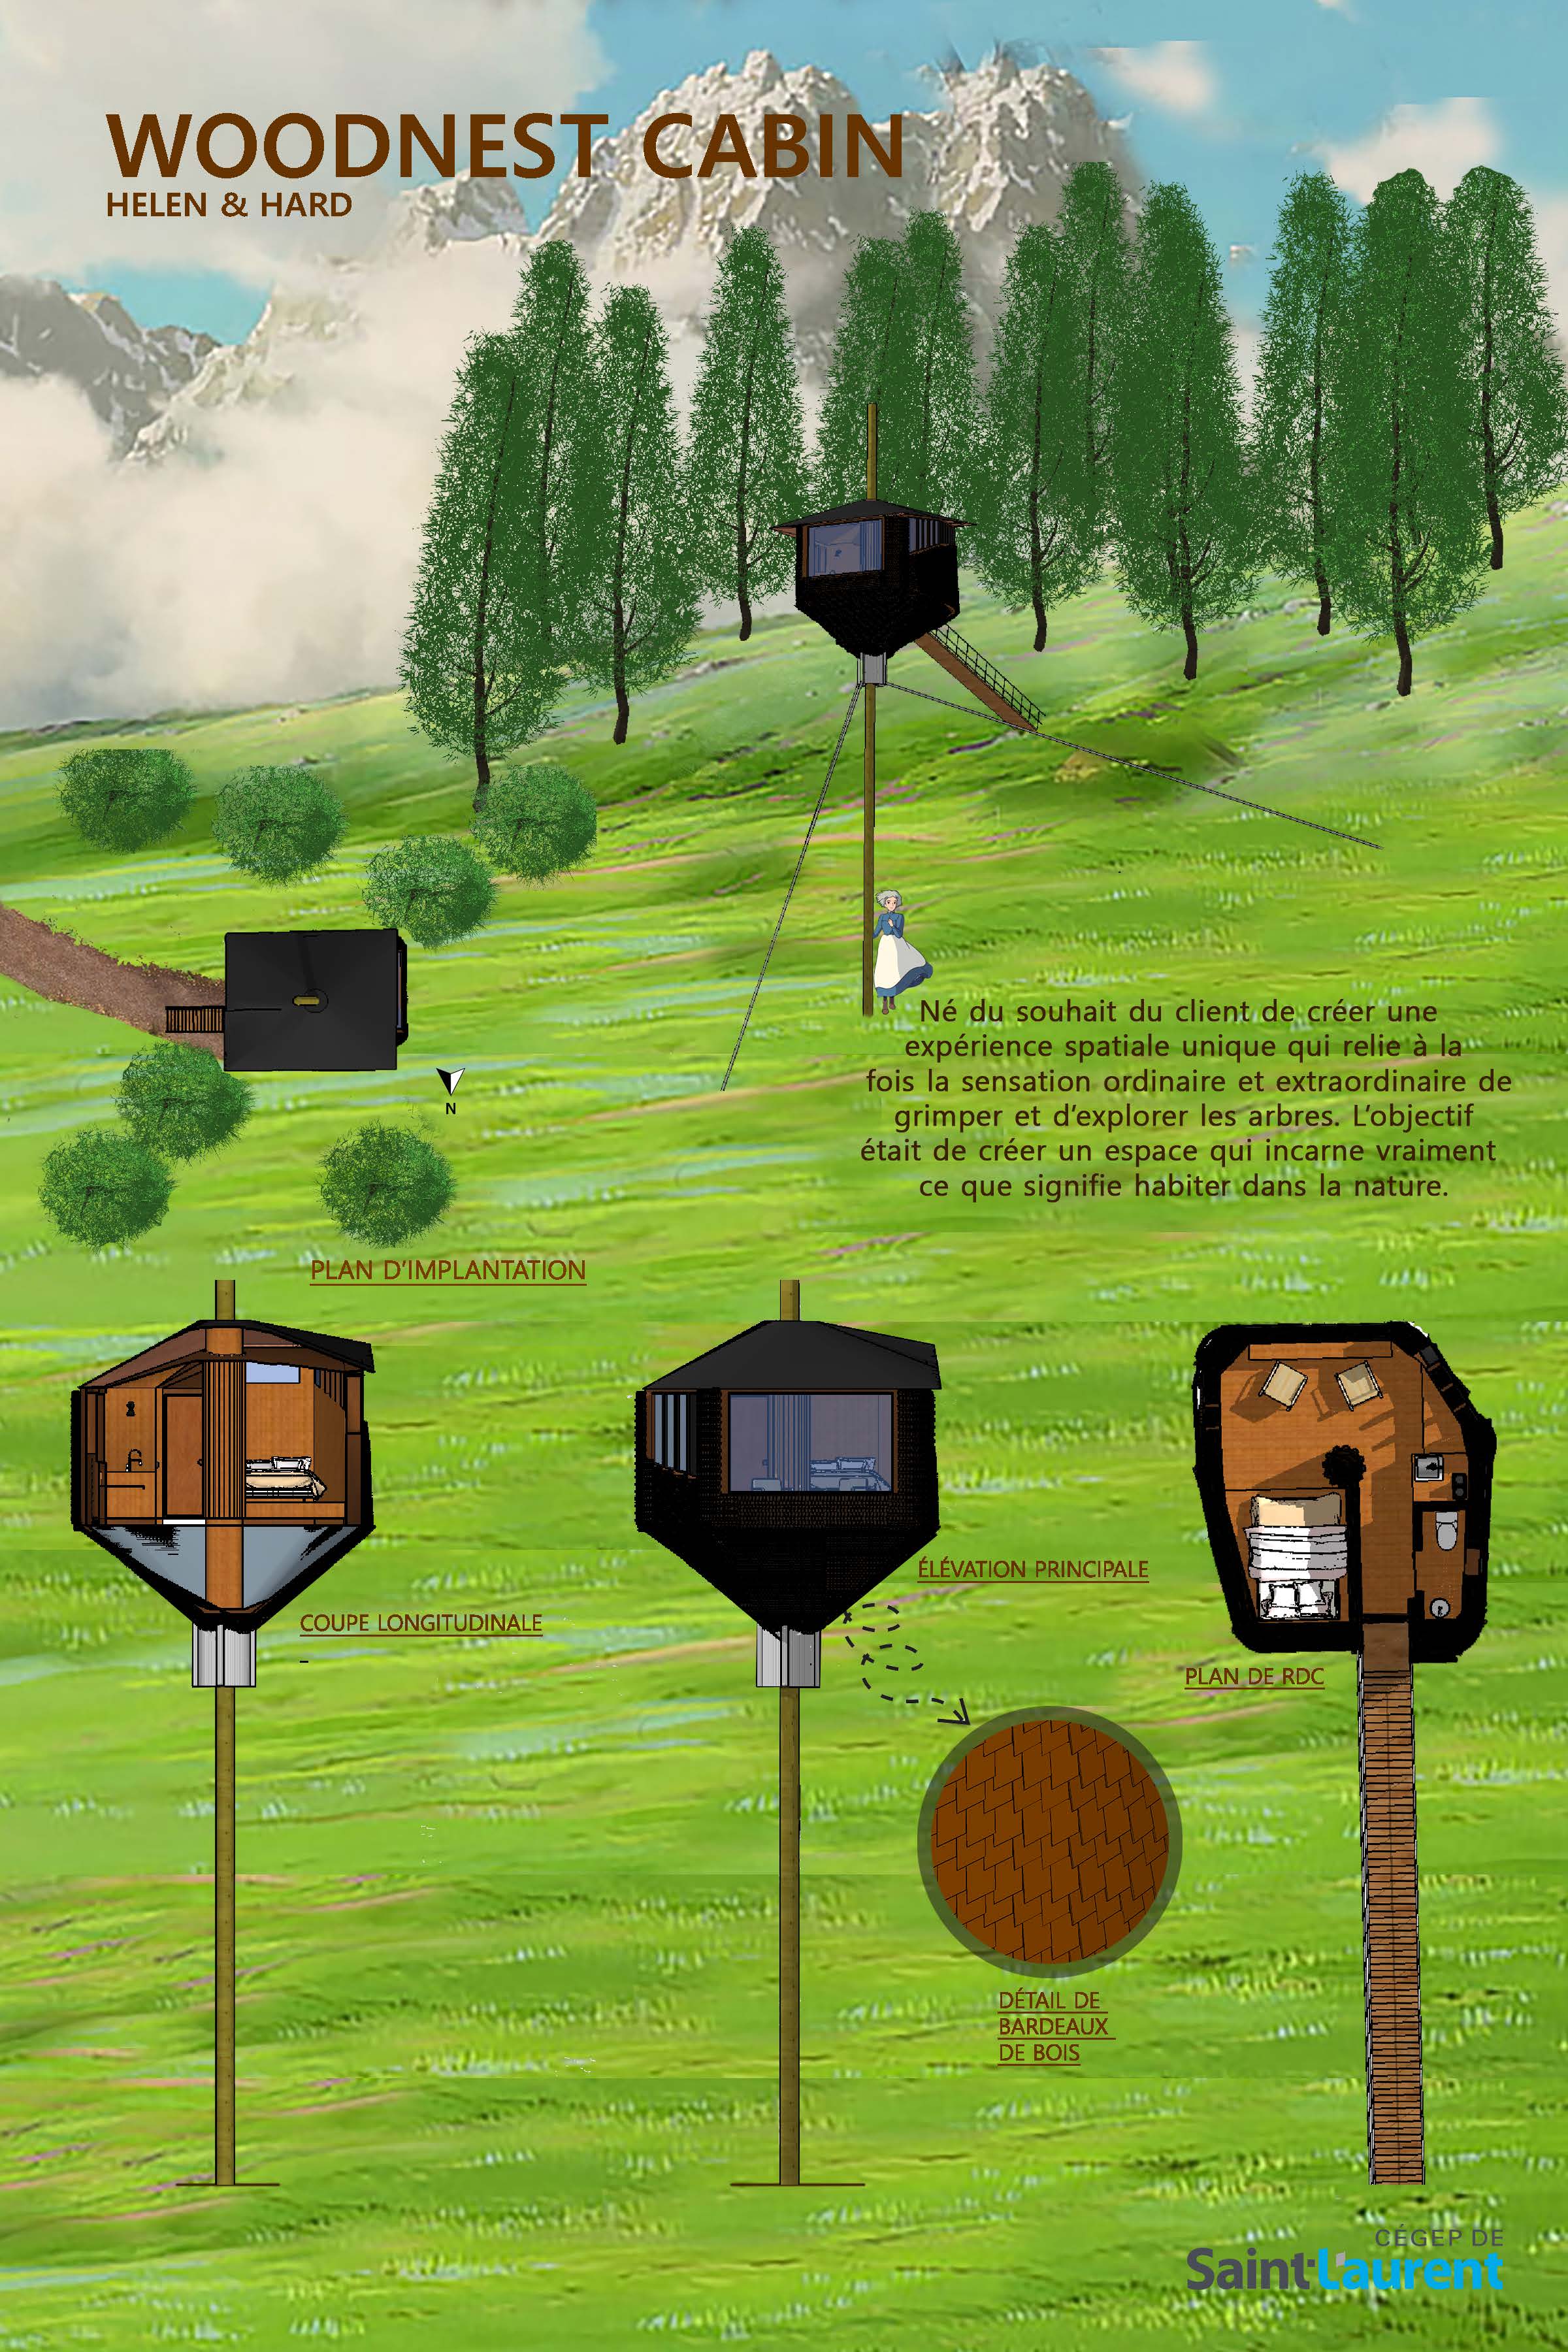 WOODNEST CABIN
HELEN & HARD
Né du souhait du client de créer une
expérience spatiale unique qui relie à la
fois la sensation ordinaire et extraordinaire de
grimper et d'explorer les arbres. L'objectif
était de créer un espace qui incarne vraiment
ce que signifie habiter dans la nature.
N
PLAN D'IMPLANTATION
COUPE LONGITUDINALE
ÉLÉVATION PRINCIPALE
PLAN DE RDC
DÉTAIL DE
BARDEAUX
DE BOIS
CÉGEP DE
Saint-Laurent